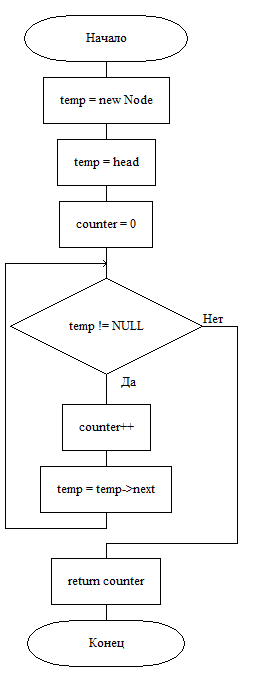 Начало
temp = new Node
temp = head
counter = 0
temp != NULL
Нет
Да
counter++
temp = temp->next
return counter
Конец